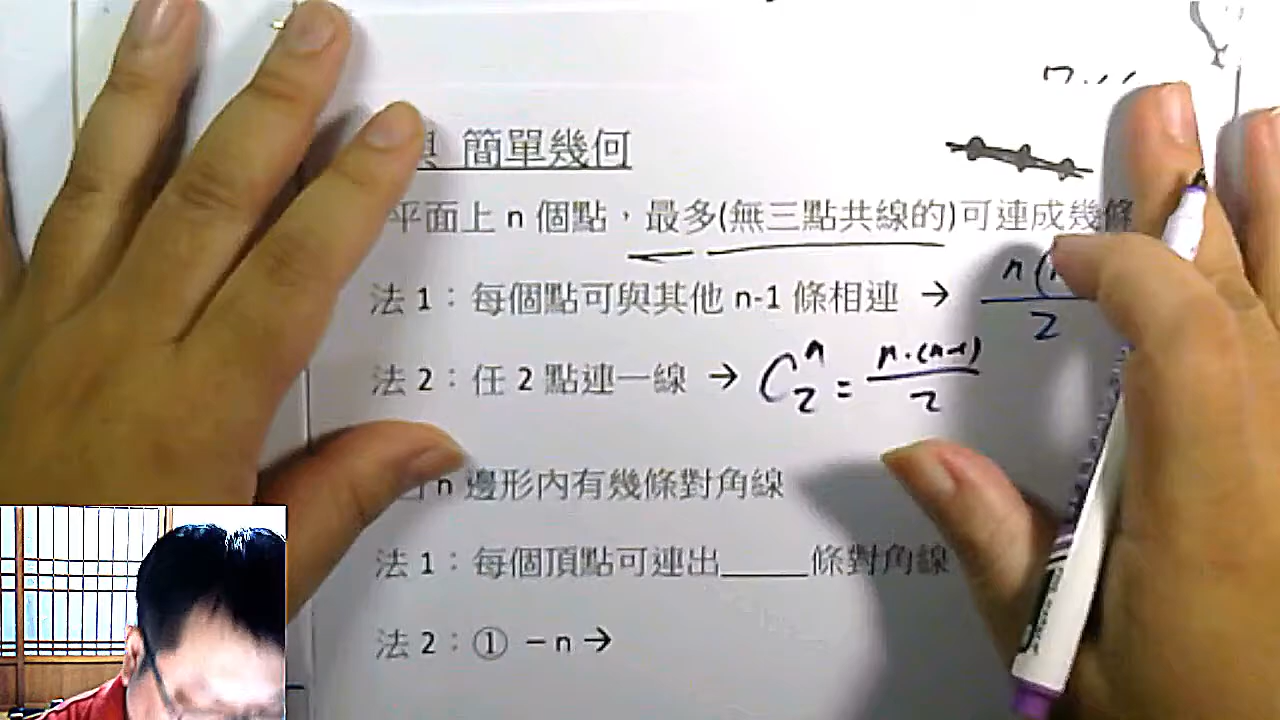 簡單幾何
平面上 n 個點，最多(無三點共線的)可連成幾條
法 1：每個點可與其他 n-1 條相連 → n( / 2
法 2：任 2 點連一線 → C n 2 = n·(n-1) / 2
n 邊形內有幾條對角線
法 1：每個頂點可連出_____條對角線
法 2：① －n →